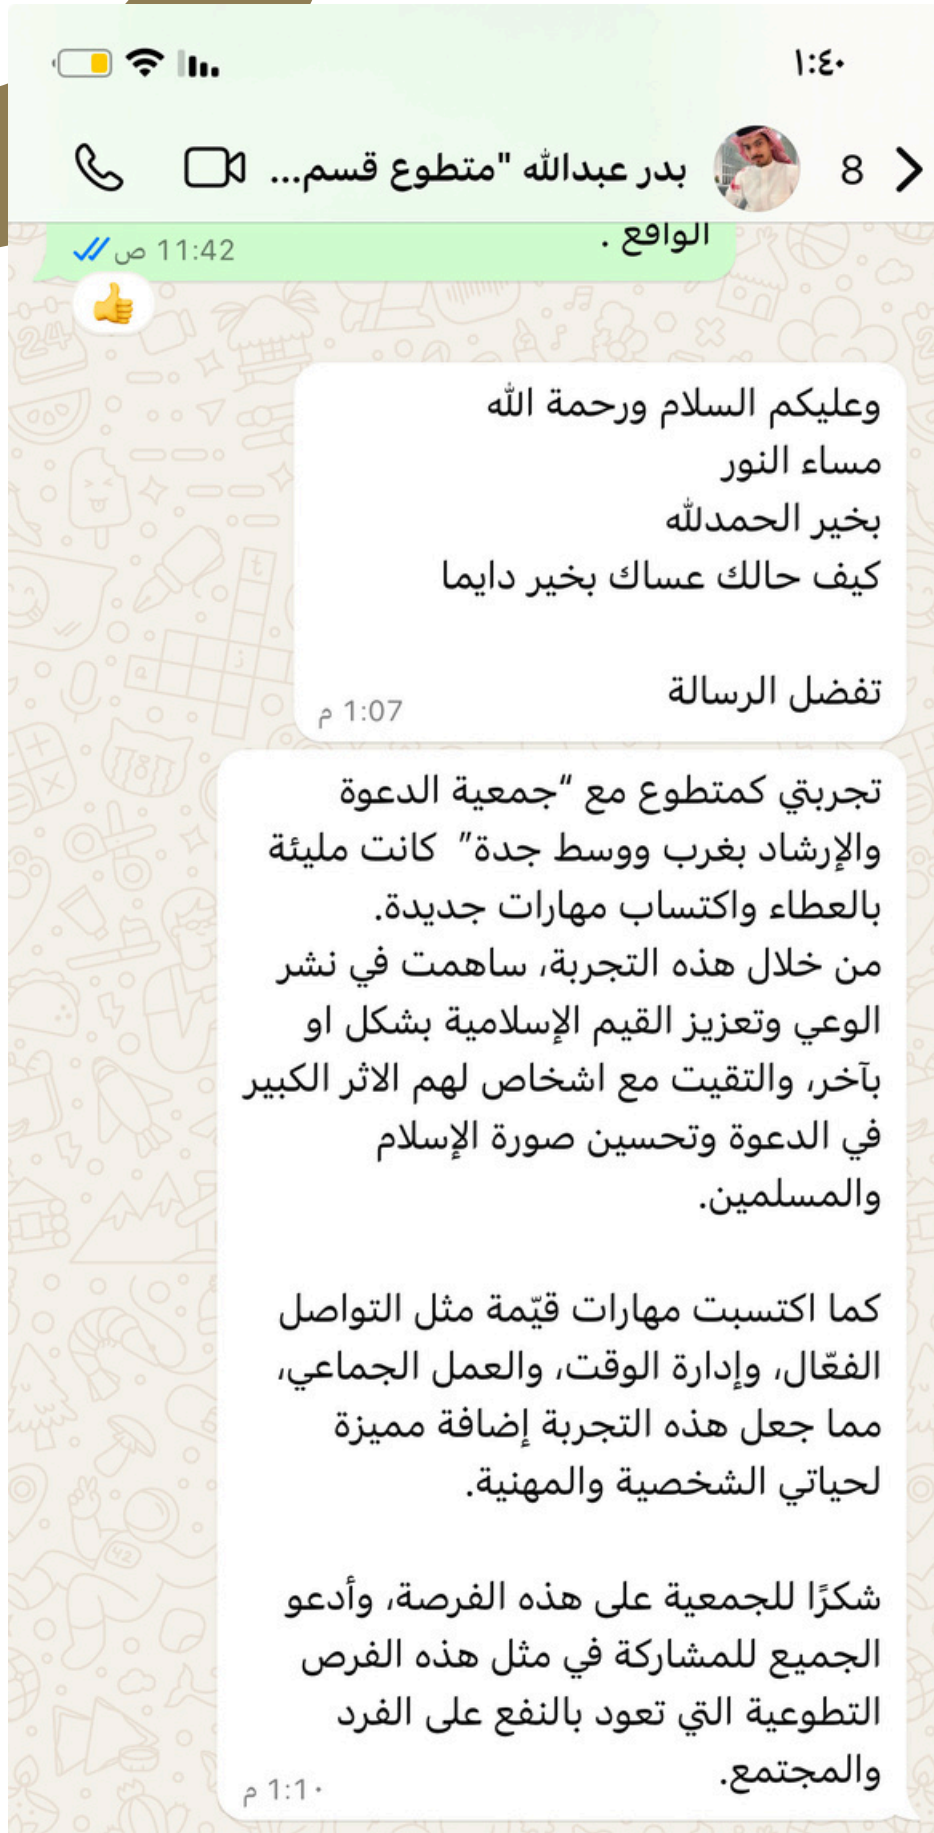 ١:٤٠
8
بدر عبدالله "متطوع قسم...
الواقع .
11:42 ص
وعليكم السلام ورحمة الله
مساء النور
بخير الحمدلله
كيف حالك عساك بخير دايما
تفضل الرسالة
1:07 م
تجربتي كمتطوع مع “جمعية الدعوة
والإرشاد بغرب ووسط جدة” كانت مليئة
بالعطاء واكتساب مهارات جديدة.
من خلال هذه التجربة، ساهمت في نشر
الوعي وتعزيز القيم الإسلامية بشكل او
بآخر، والتقيت مع اشخاص لهم الاثر الكبير
في الدعوة وتحسين صورة الإسلام
والمسلمين.
كما اكتسبت مهارات قيّمة مثل التواصل
الفعّال، وإدارة الوقت، والعمل الجماعي،
مما جعل هذه التجربة إضافة مميزة
لحياتي الشخصية والمهنية.
شكرًا للجمعية على هذه الفرصة، وأدعو
الجميع للمشاركة في مثل هذه الفرص
التطوعية التي تعود بالنفع على الفرد
والمجتمع.
1:1٠ م